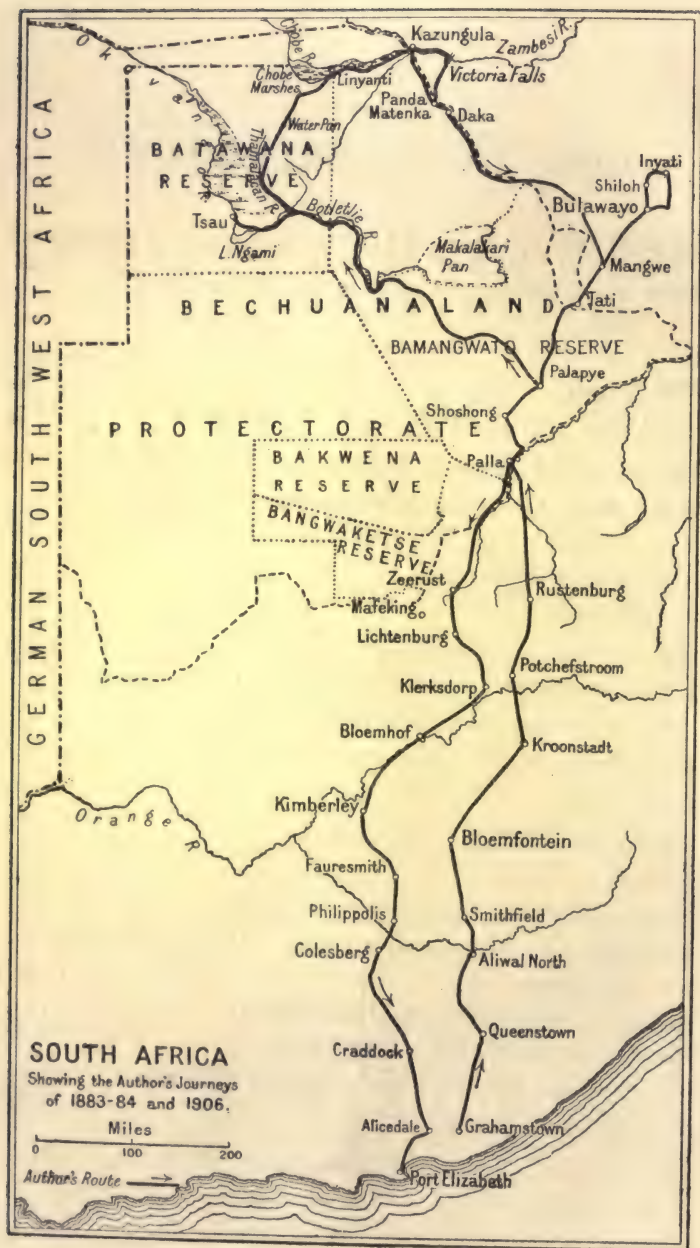 Kazungula
Zambesi R.
Chobe R.
Okavango R.
Victoria Falls
Chobe
Marshes
Linyanti
Panda
Matenka
Daka
Water Pan
BATAWANA
RESERVE
Inyati
Shiloh
Bulawayo
Botletlie R.
Tsau
L. Ngami
Makalakari
Pan
Mangwe
Tati
BECHUANALAND
BAMANGWATO RESERVE
Palapye
Shoshong
PROTECTORATE
Palla
BAKWENA
RESERVE
BANGWAKETSE
RESERVE
GERMAN SOUTH WEST AFRICA
Zeerust
Rustenburg
Mafeking
Lichtenburg
Potchefstroom
Klerksdorp
Bloemhof
Kroonstadt
Kimberley
Orange R.
Bloemfontein
Fauresmith
Philippolis
Smithfield
Colesberg
Aliwal North
Queenstown
Craddock
SOUTH AFRICA
Showing the Author's Journeys
of 1883-84 and 1906.
Miles
0 100 200
Alicedale
Grahamstown
Author's Route
Port Elizabeth